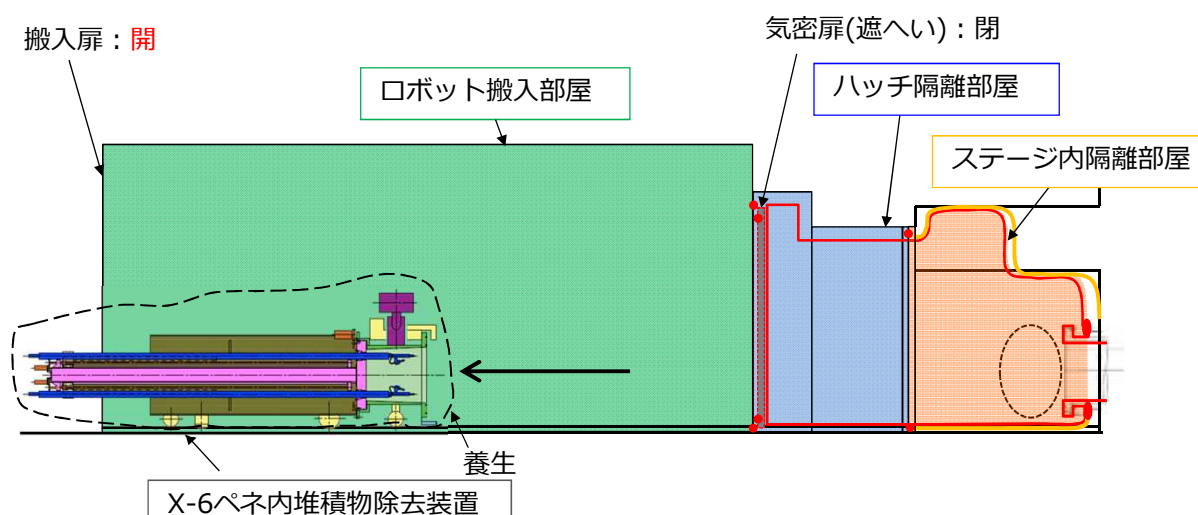 搬入扉：開
気密扉(遮へい)：閉
ロボット搬入部屋
ハッチ隔離部屋
ステージ内隔離部屋
養生
X-6ペネ内堆積物除去装置